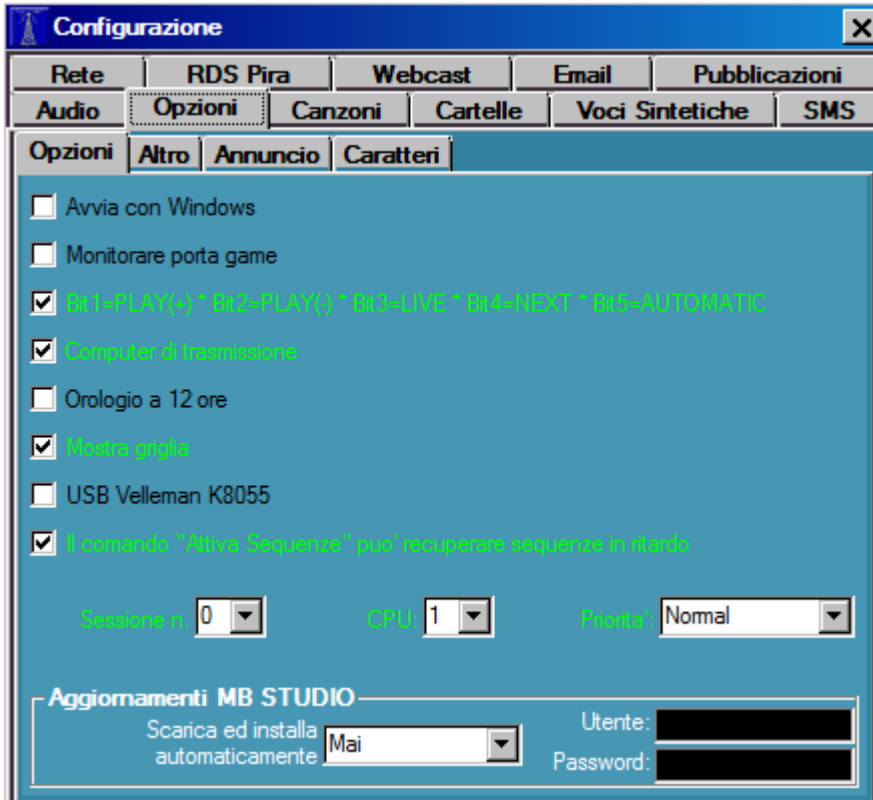 Configurazione
Rete RDS Pira Webcast Email Pubblicazioni
Audio Opzioni Canzoni Cartelle Voci Sintetiche SMS
Opzioni Altro Annuncio Caratteri
Avvia con Windows
Monitorare porta game
Bit1=PLAY(+) * Bit2=PLAY(-) * Bit3=LIVE * Bit4=NEXT * Bit5=AUTOMATIC
Computer di trasmissione
Orologio a 12 ore
Mostra griglia
USB Velleman K8055
Il comando "Attiva Sequenze" puo' recuperare sequenze in ritardo
Sessione n. 0 CPU: 1 Priorita': Normal
Aggiornamenti MB STUDIO
Scarica ed installa
automaticamente Mai
Utente:
Password: